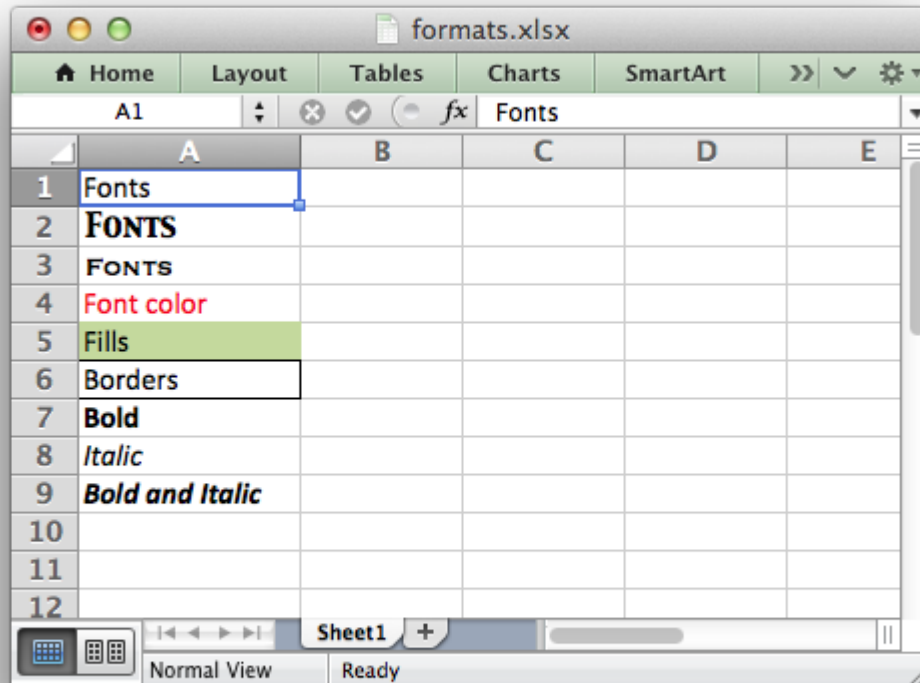 formats.xlsx
Home Layout Tables Charts SmartArt
A1 fx Fonts
A B C D E
1 Fonts
2 FONTS
3 FONTS
4 Font color
5 Fills
6 Borders
7 Bold
8 Italic
9 Bold and Italic
10
11
12
Sheet1
Normal View Ready